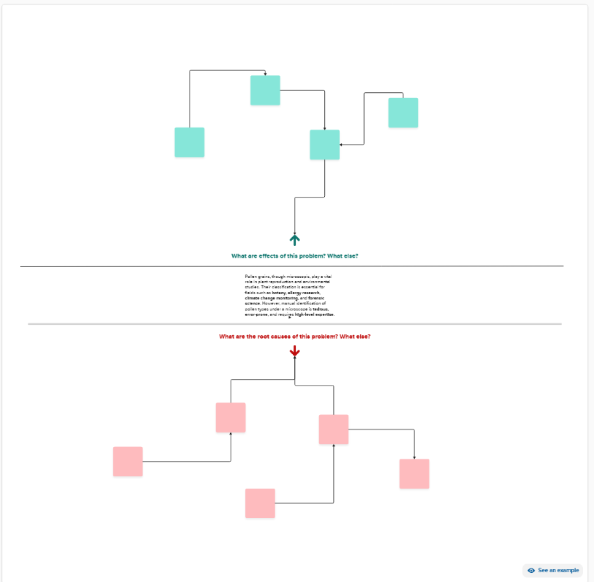 What are effects of this problem? What else?
Pollen grains, though microscopic, play a vital
role in plant reproduction and environmental
studies. Their classification is essential for
fields such as botany, allergy research,
climate change monitoring, and forensic
science. However, manual identification of
pollen types under a microscope is tedious,
error-prone, and requires high-level expertise.
What are the root causes of this problem? What else?
See an example